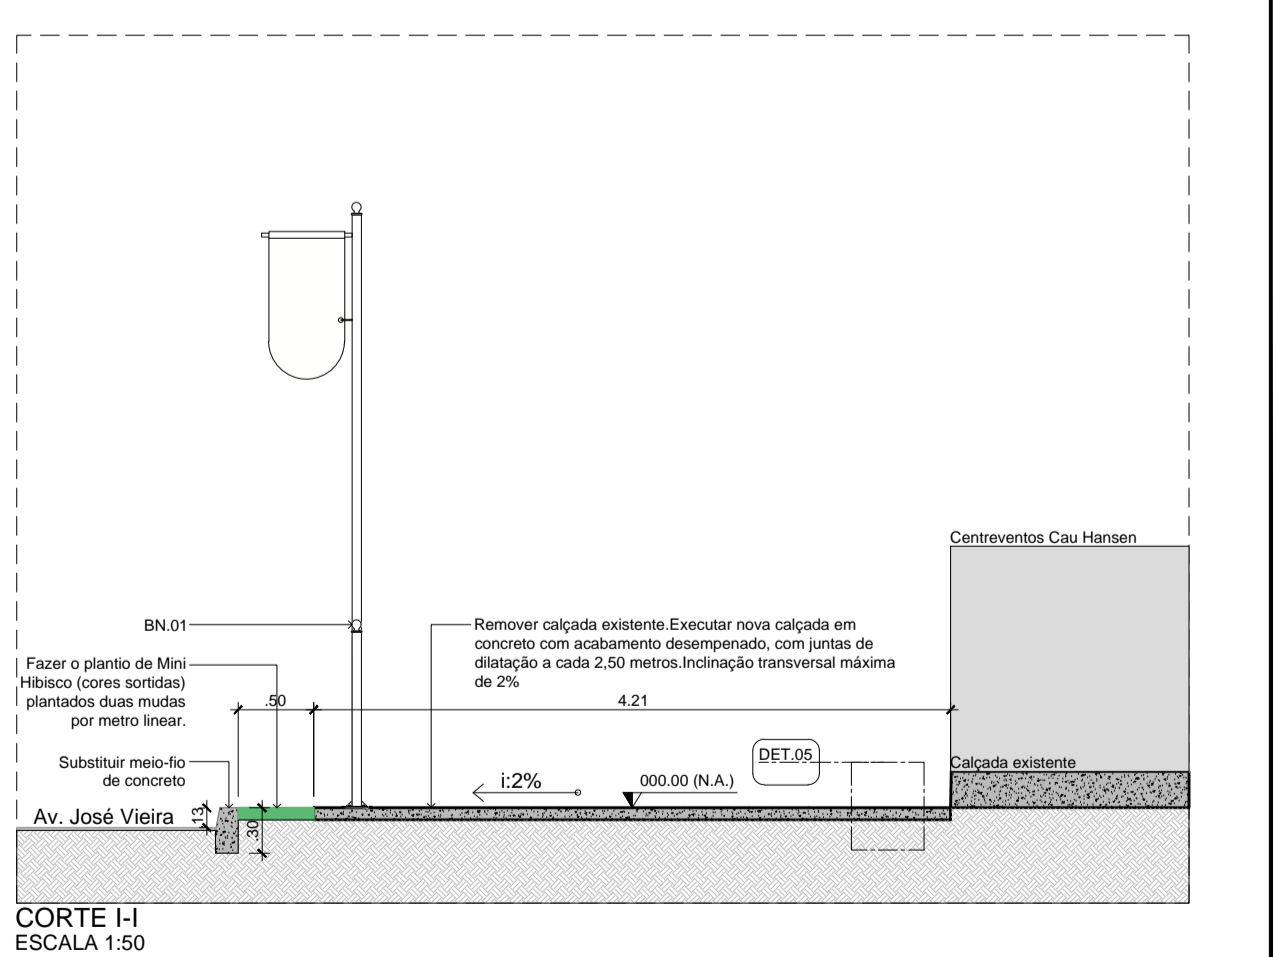 Centreventos Cau Hansen
BN.01
Remover calçada existente.Executar nova calçada em
concreto com acabamento desempenado, com juntas de
dilatação a cada 2,50 metros.Inclinação transversal máxima
de 2%
Fazer o plantio de Mini
Hibisco (cores sortidas)
plantados duas mudas
por metro linear.
.50
4.21
Substituir meio-fio
de concreto
DET.05
Calçada existente
i:2%
000.00 (N.A.)
Av. José Vieira
.13
.30
CORTE I-I
ESCALA 1:50